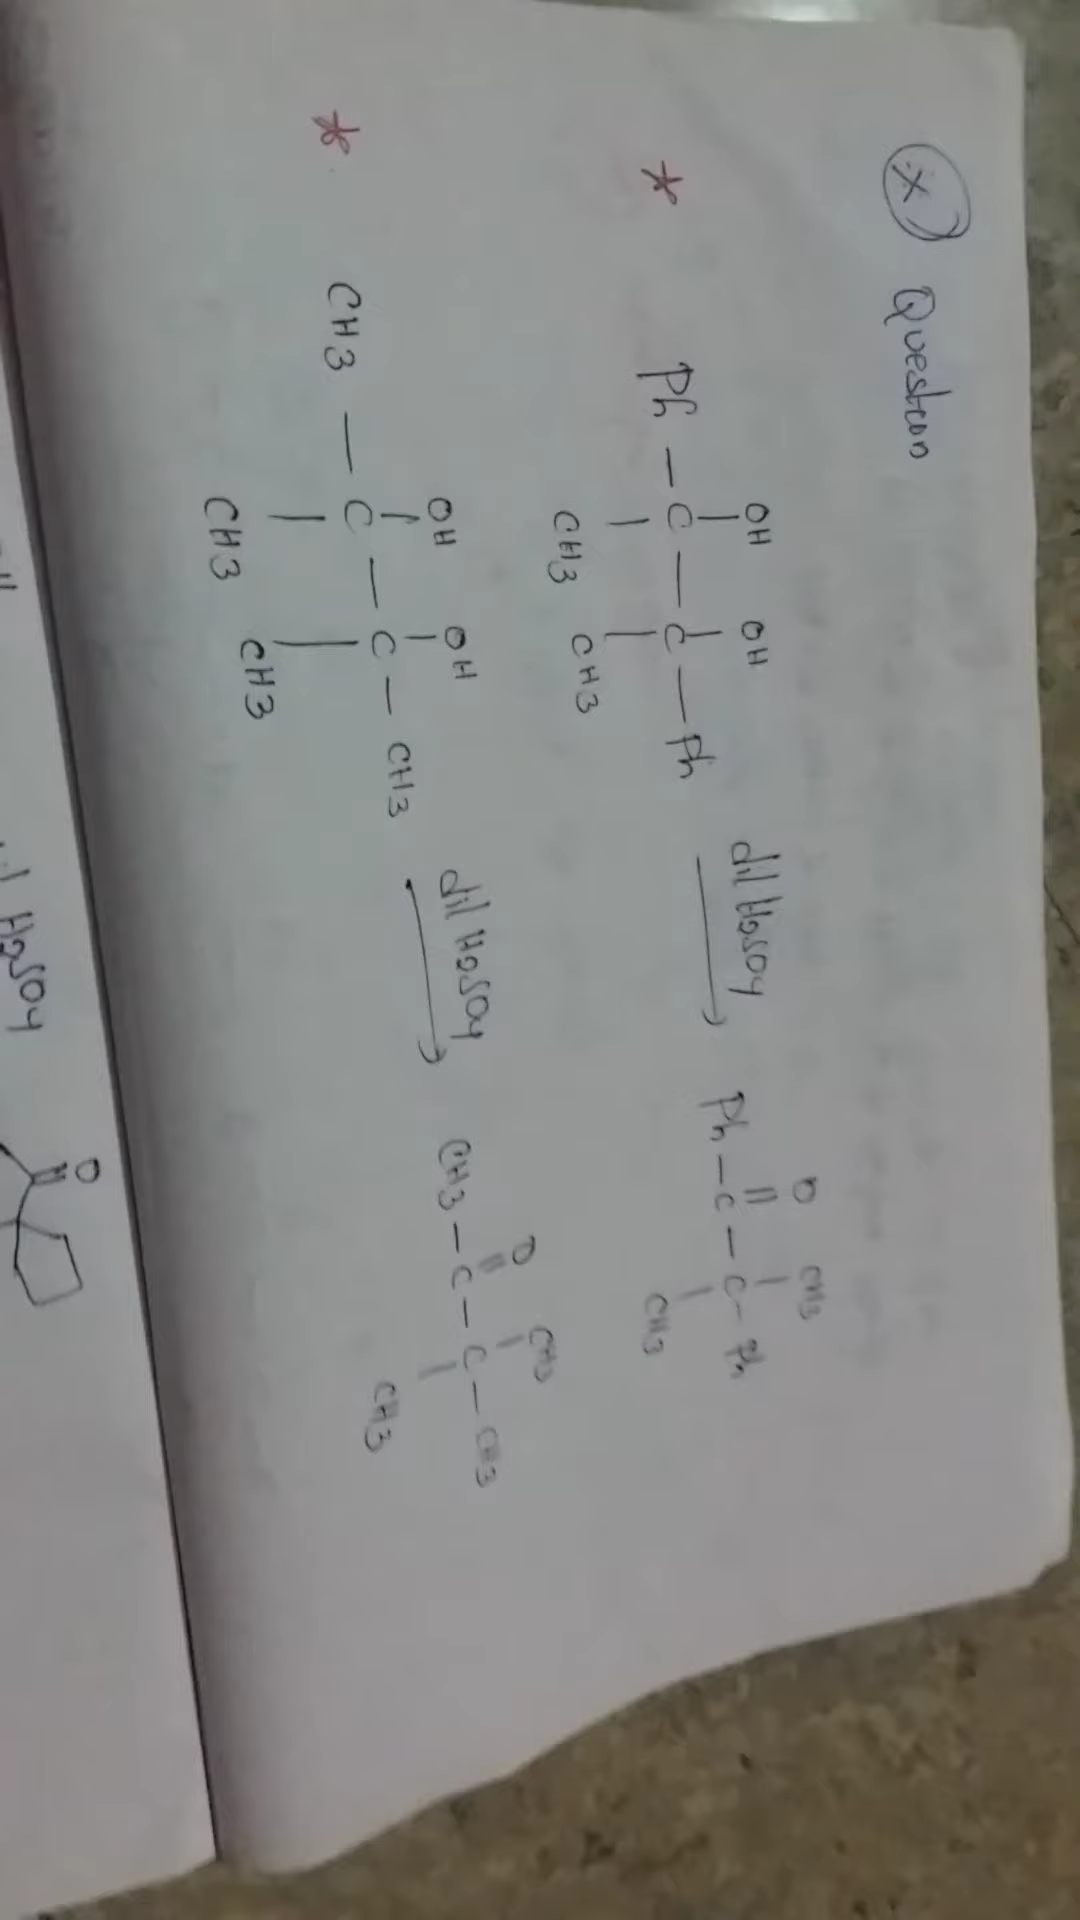 * Question
OH OH
* Ph — C — C — Ph dil H2SO4 → Ph — C — C — Ph
CH3 CH3
O CH3
CH3
OH OH
* CH3 — C — C — CH3 dil H2SO4 → CH3 — C — C — CH3
CH3 CH3
O CH3
CH3
H2SO4
O